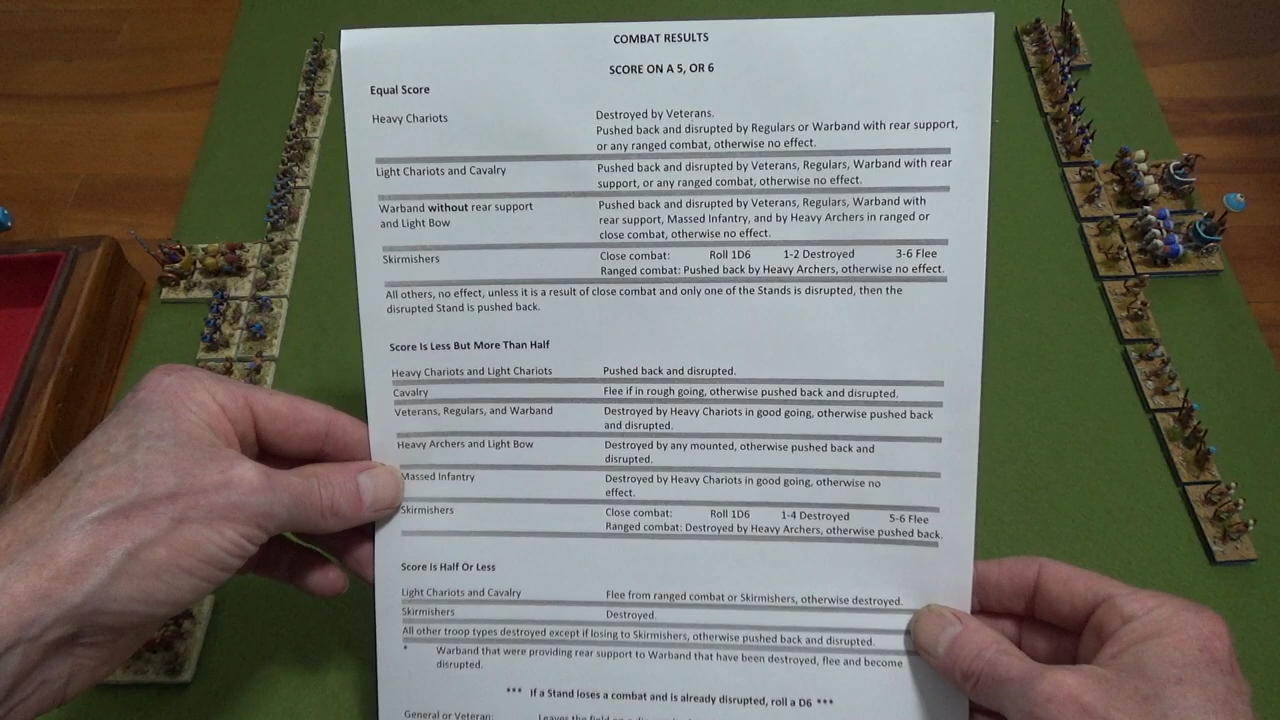 COMBAT RESULTS
SCORE ON A 5, OR 6
Equal Score
Heavy Chariots Destroyed by Veterans.
Pushed back and disrupted by Regulars or Warband with rear support,
or any ranged combat, otherwise no effect.
Light Chariots and Cavalry Pushed back and disrupted by Veterans, Regulars, Warband with rear
support, or any ranged combat, otherwise no effect.
Warband without rear support Pushed back and disrupted by Veterans, Regulars, Warband with
and Light Bow rear support, Massed Infantry, and by Heavy Archers in ranged or
close combat, otherwise no effect.
Skirmishers Close combat: Roll 1D6 1-2 Destroyed 3-6 Flee
Ranged combat: Pushed back by Heavy Archers, otherwise no effect.
All others, no effect, unless it is a result of close combat and only one of the Stands is disrupted, then the
disrupted Stand is pushed back.
Score Is Less But More Than Half
Heavy Chariots and Light Chariots Pushed back and disrupted.
Cavalry Flee if in rough going, otherwise pushed back and disrupted.
Veterans, Regulars, and Warband Destroyed by Heavy Chariots in good going, otherwise pushed back
and disrupted.
Heavy Archers and Light Bow Destroyed by any mounted, otherwise pushed back and
disrupted.
Massed Infantry Destroyed by Heavy Chariots in good going, otherwise no
effect.
Skirmishers Close combat: Roll 1D6 1-4 Destroyed 5-6 Flee
Ranged combat: Destroyed by Heavy Archers, otherwise pushed back.
Score Is Half Or Less
Light Chariots and Cavalry Flee from ranged combat or Skirmishers, otherwise destroyed.
Skirmishers Destroyed.
All other troop types destroyed except if losing to Skirmishers, otherwise pushed back and disrupted.
* Warband that were providing rear support to Warband that have been destroyed, flee and become
disrupted.
*** If a Stand loses a combat and is already disrupted, roll a D6 ***
General or Veteran: Leaves the field on a